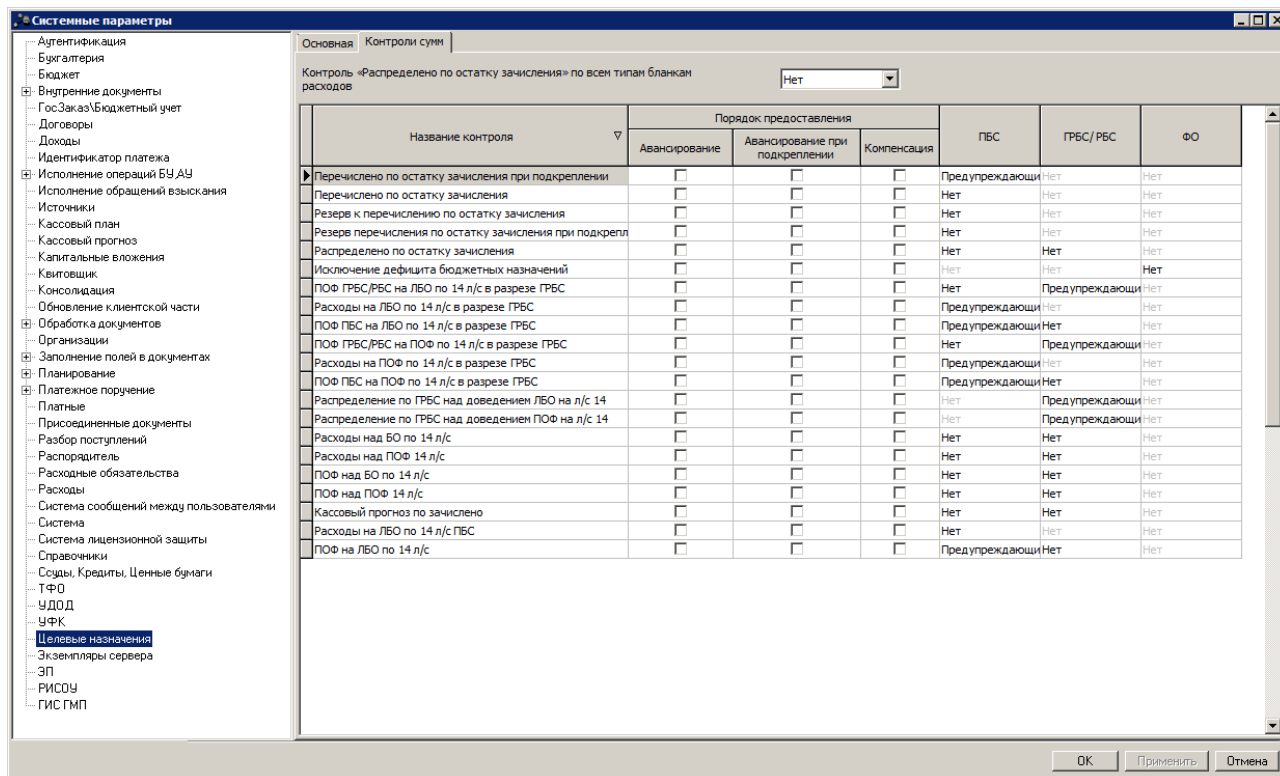 Системные параметры
Аутентификация
Бухгалтерия
Бюджет
Внутренние документы
ГосЗаказ\Бюджетный учет
Договоры
Доходы
Идентификатор платежа
Исполнение операций БУ,АУ
Исполнение обращений взыскания
Источники
Кассовый план
Кассовый прогноз
Капитальные вложения
Квитовщик
Консолидация
Обновление клиентской части
Обработка документов
Организации
Заполнение полей в документах
Планирование
Платежное поручение
Платные
Присоединенные документы
Разбор поступлений
Распорядитель
Расходные обязательства
Расходы
Система сообщений между пользователями
Система
Система лицензионной защиты
Справочники
Ссуды, Кредиты, Ценные бумаги
ТФО
УДОД
УФК
Целевые назначения
Экземпляры сервера
ЭП
РИСОУ
ГИС ГМП
Основная Контроли сумм
Контроль «Распределено по остатку зачисления» по всем типам бланкам
расходов
Нет
Название контроля Порядок предоставления ПБС ГРБС/РБС ФО
Авансирование Авансирование при подкреплении Компенсация
Перечислено по остатку зачисления при подкреплении Предупреждающи Нет Нет
Перечислено по остатку зачисления Нет Нет Нет
Резерв к перечислению по остатку зачисления Нет Нет Нет
Резерв перечисления по остатку зачисления при подкрепл Нет Нет Нет
Распределено по остатку зачисления Нет Нет Нет
Исключение дефицита бюджетных назначений Нет Нет Нет
ПОФ ГРБС/РБС на ЛБО по 14 л/с в разрезе ГРБС Нет Предупреждающи Нет
Расходы на ЛБО по 14 л/с в разрезе ГРБС Предупреждающи Нет Нет
ПОФ ПБС на ЛБО по 14 л/с в разрезе ГРБС Предупреждающи Нет Нет
ПОФ ГРБС/РБС на ПОФ по 14 л/с в разрезе ГРБС Нет Предупреждающи Нет
Расходы на ПОФ по 14 л/с в разрезе ГРБС Предупреждающи Нет Нет
ПОФ ПБС на ПОФ по 14 л/с в разрезе ГРБС Предупреждающи Нет Нет
Распределение по ГРБС над доведением ЛБО на л/с 14 Нет Предупреждающи Нет
Распределение по ГРБС над доведением ПОФ на л/с 14 Нет Предупреждающи Нет
Расходы над БО по 14 л/с Нет Нет Нет
Расходы над ПОФ 14 л/с Нет Нет Нет
ПОФ над БО по 14 л/с Нет Нет Нет
ПОФ над ПОФ 14 л/с Нет Нет Нет
Кассовый прогноз по зачислено Нет Нет Нет
Расходы на ЛБО по 14 л/с ПБС Нет Нет Нет
ПОФ на ЛБО по 14 л/с Предупреждающи Нет Нет
OK Применить Отмена